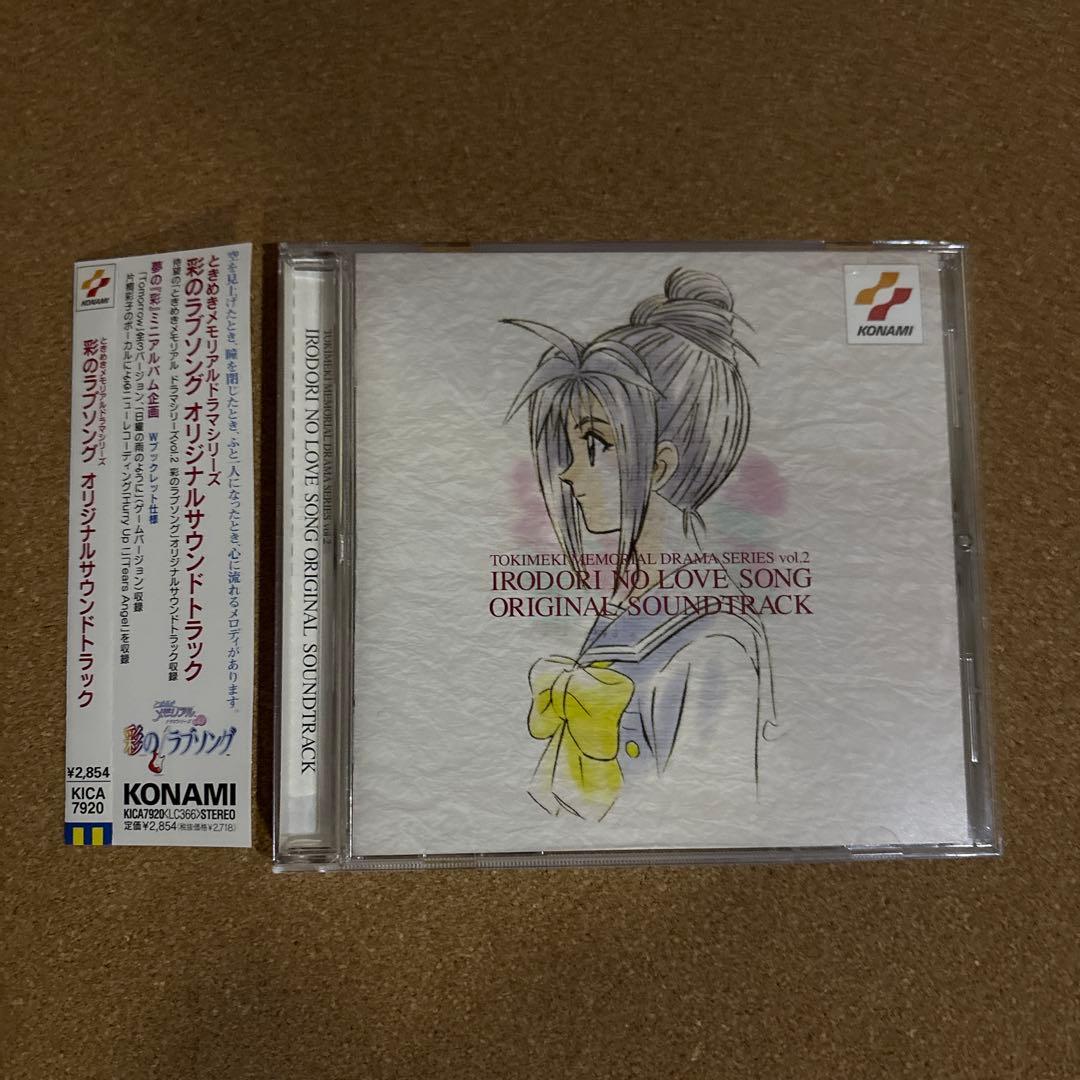 KONAMI
ときめきメモリアルドラマシリーズ
彩のラブソング オリジナルサウンドトラック
¥2,854
KICA
7920
空を見上げたとき、瞳を閉じたとき、ふと一人になったとき、心に流れるメロディがあります。
ときめきメモリアルドラマシリーズ
彩のラブソング オリジナルサウンドトラック
待望の「ときめきメモリアル ドラマシリーズvol.2 彩のラブソング」オリジナルサウンドトラック収録
夢の『彩』ミニアルバム企画 Wブックレット仕様
「Tomorrow」全3バージョン、「日曜の雨のように」(ゲームバージョン)収録
片桐彩子のボーカルによるニューレコーディング「Hurry Up !」「Tears Angel」を収録
ときめきメモリアル
ドラマシリーズ
彩のラブソング
KONAMI
KICA7920<LC366>STEREO
定価¥2,854(税抜価格¥2,718)
TOKIMEKI MEMORIAL DRAMA SERIES vol.2
IRODORI NO LOVE SONG ORIGINAL SOUNDTRACK
KONAMI
TOKIMEKI MEMORIAL DRAMA SERIES vol.2
IRODORI NO LOVE SONG
ORIGINAL SOUNDTRACK